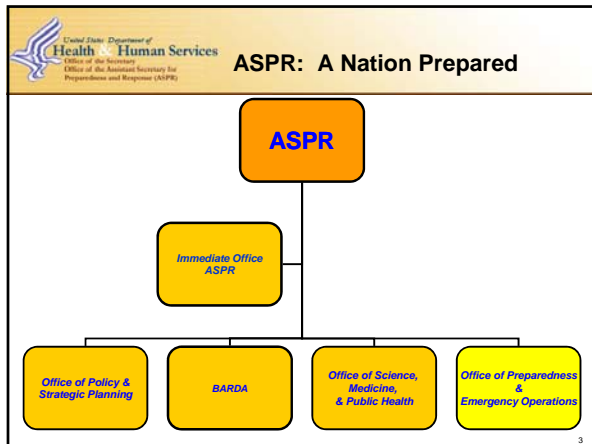 United States Department of
Health & Human Services
Office of the Secretary
Office of the Assistant Secretary for
Preparedness and Response (ASPR)
ASPR: A Nation Prepared
ASPR
Immediate Office
ASPR
Office of Policy &
Strategic Planning
BARDA
Office of Science,
Medicine,
& Public Health
Office of Preparedness
&
Emergency Operations
3